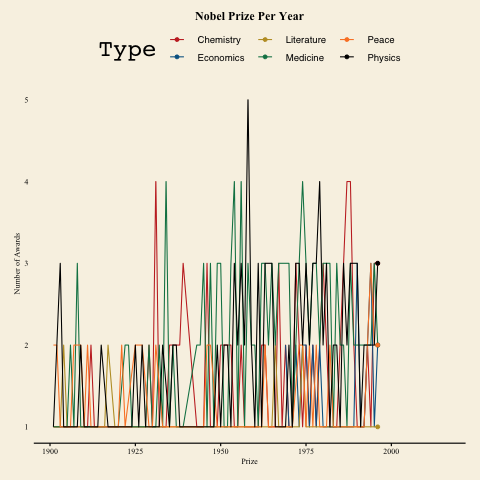 Nobel Prize Per Year
Type
Chemistry
Literature
Peace
Economics
Medicine
Physics
5
4
3
2
1
Number of Awards
1900
1925
1950
1975
2000
Prize